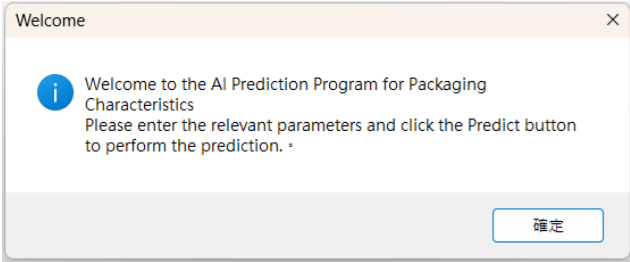 Welcome
Welcome to the AI Prediction Program for Packaging
Characteristics
Please enter the relevant parameters and click the Predict button
to perform the prediction. 。
確定